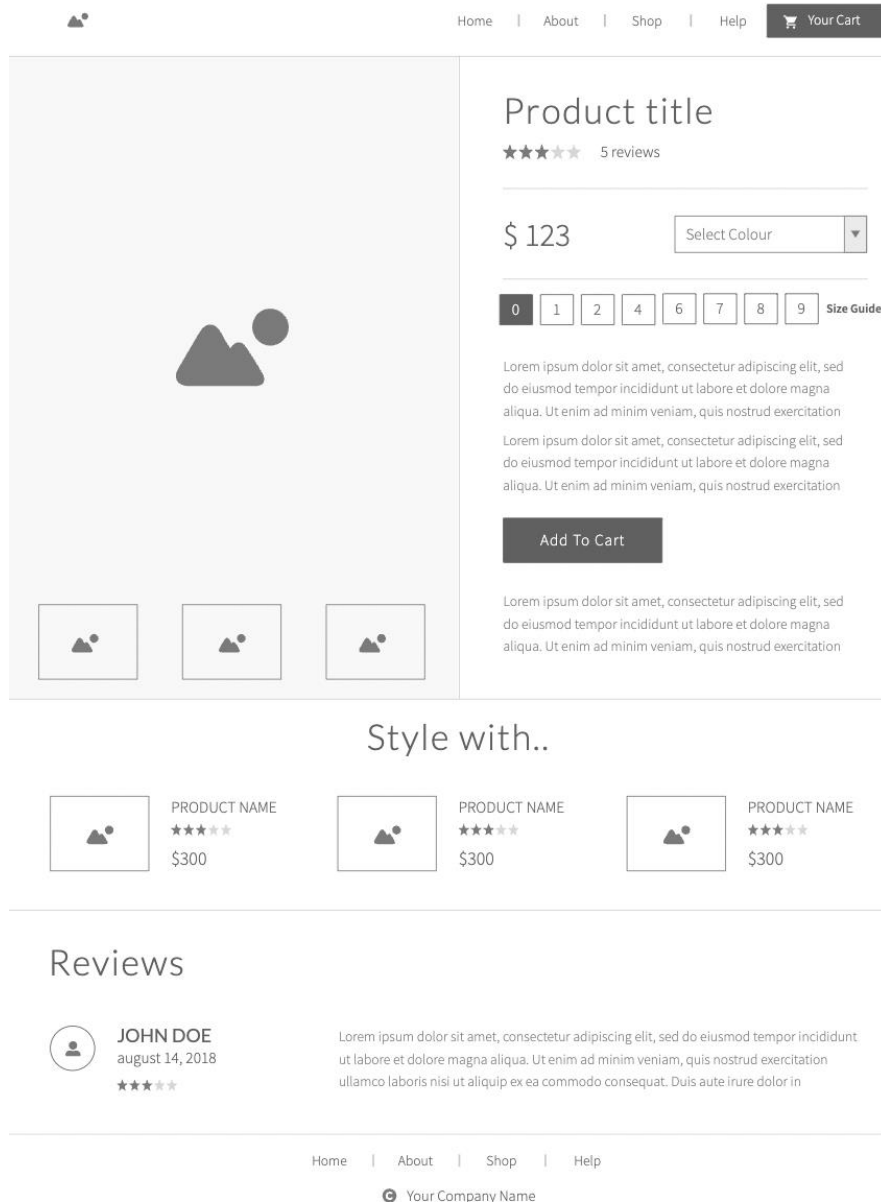 Home | About | Shop | Help Your Cart
Product title
5 reviews
$ 123 Select Colour
0 1 2 4 6 7 8 9 Size Guide
Lorem ipsum dolor sit amet, consectetur adipiscing elit, sed
do eiusmod tempor incididunt ut labore et dolore magna
aliqua. Ut enim ad minim veniam, quis nostrud exercitation
Lorem ipsum dolor sit amet, consectetur adipiscing elit, sed
do eiusmod tempor incididunt ut labore et dolore magna
aliqua. Ut enim ad minim veniam, quis nostrud exercitation
Add To Cart
Lorem ipsum dolor sit amet, consectetur adipiscing elit, sed
do eiusmod tempor incididunt ut labore et dolore magna
aliqua. Ut enim ad minim veniam, quis nostrud exercitation
Style with..
PRODUCT NAME
$300
PRODUCT NAME
$300
PRODUCT NAME
$300
Reviews
JOHN DOE
august 14, 2018
Lorem ipsum dolor sit amet, consectetur adipiscing elit, sed do eiusmod tempor incididunt
ut labore et dolore magna aliqua. Ut enim ad minim veniam, quis nostrud exercitation
ullamco laboris nisi ut aliquip ex ea commodo consequat. Duis aute irure dolor in
Home | About | Shop | Help
© Your Company Name